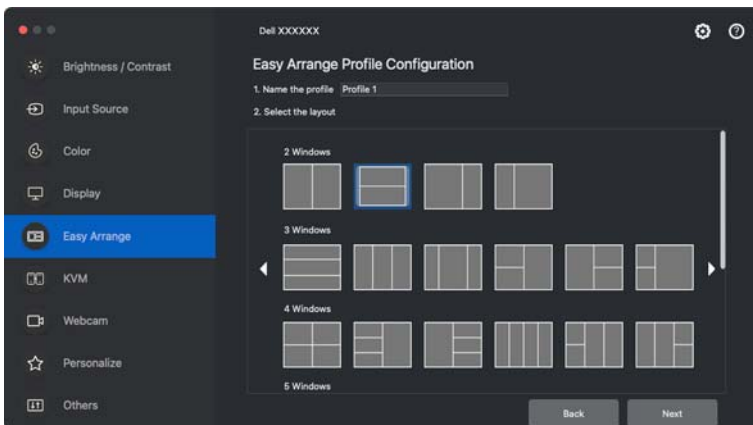 Dell XXXXXX
Brightness / Contrast
Input Source
Color
Display
Easy Arrange
KVM
Webcam
Personalize
Others
Easy Arrange Profile Configuration
1. Name the profile Profile 1
2. Select the layout
2 Windows
3 Windows
4 Windows
5 Windows
Back Next